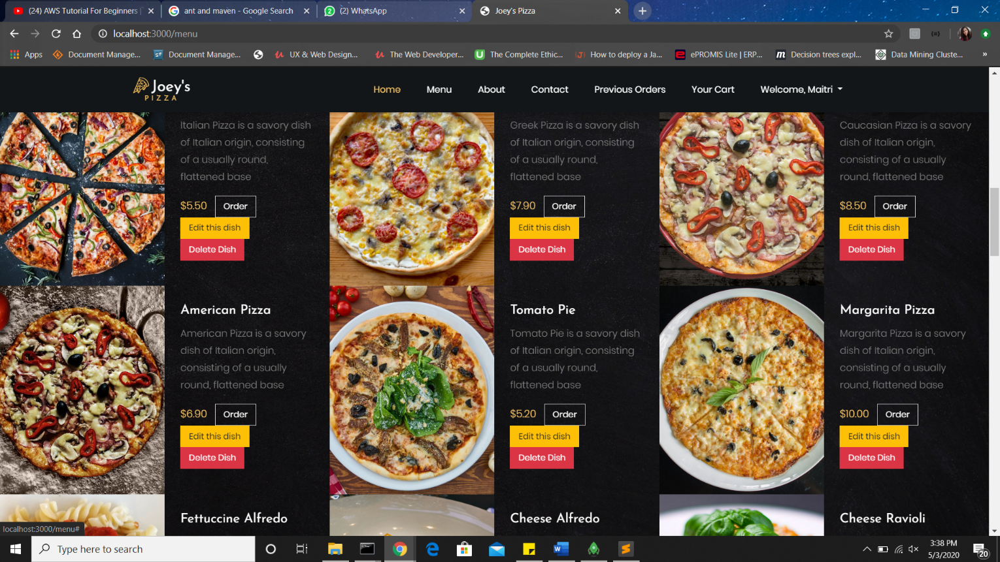 (24) AWS Tutorial For Beginners |
ant and maven - Google Search
(2) WhatsApp
Joey's Pizza
localhost:3000/menu
Apps
Document Manage...
Document Manage...
UX & Web Design...
The Web Developer...
The Complete Ethic...
How to deploy a Ja...
ePROMIS Lite | ERP...
Decision trees expl...
Data Mining Cluste...
»
Joey's
PIZZA
Home
Menu
About
Contact
Previous Orders
Your Cart
Welcome, Maitri
Italian Pizza is a savory dish
of Italian origin, consisting
of a usually round,
flattened base
$5.50 Order
Edit this dish
Delete Dish
Greek Pizza is a savory dish
of Italian origin, consisting
of a usually round,
flattened base
$7.90 Order
Edit this dish
Delete Dish
Caucasian Pizza is a savory
dish of Italian origin,
consisting of a usually
round, flattened base
$8.50 Order
Edit this dish
Delete Dish
American Pizza
American Pizza is a savory
dish of Italian origin,
consisting of a usually
round, flattened base
$6.90 Order
Edit this dish
Delete Dish
Tomato Pie
Tomato Pie is a savory dish
of Italian origin, consisting
of a usually round,
flattened base
$5.20 Order
Edit this dish
Delete Dish
Margarita Pizza
Margarita Pizza is a savory
dish of Italian origin,
consisting of a usually
round, flattened base
$10.00 Order
Edit this dish
Delete Dish
Fettuccine Alfredo
Cheese Alfredo
Cheese Ravioli
localhost:3000/menu#
Type here to search
3:38 PM
5/3/2020
20